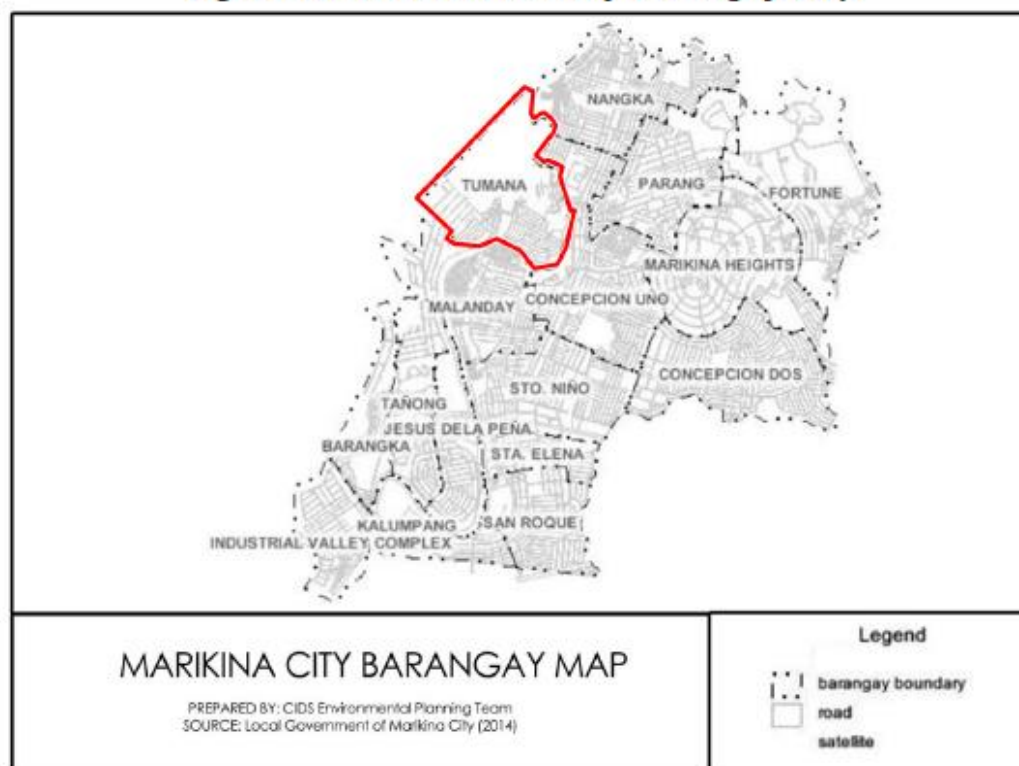 NANGKA
TUMANA
PARANG
FORTUNE
MARIKINA HEIGHTS
CONCEPCION UNO
MALANDAY
CONCEPCION DOS
STO. NIÑO
TAÑONG
JESUS DELA PEÑA
BARANGKA
STA. ELENA
KALUMPANG
SAN ROQUE
INDUSTRIAL VALLEY COMPLEX
MARIKINA CITY BARANGAY MAP
PREPARED BY: CIDS Environmental Planning Team
SOURCE: Local Government of Marikina City (2014)
Legend
barangay boundary
road
satellite